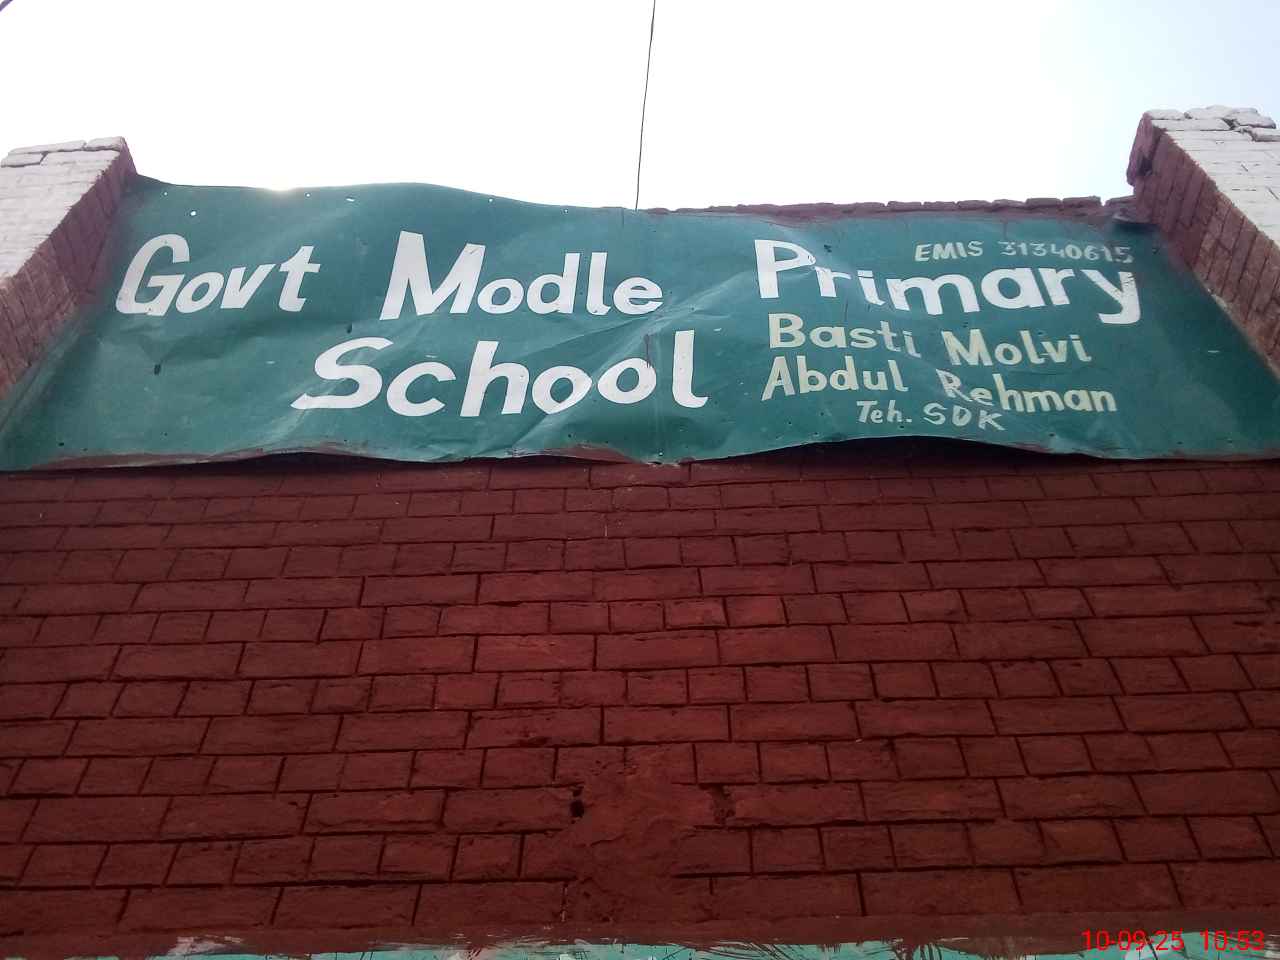 EMIS 31340615
Govt Modle Primary
School
Basti Molvi
Abdul Rehman
Teh. SDK
10-09-25 10:53